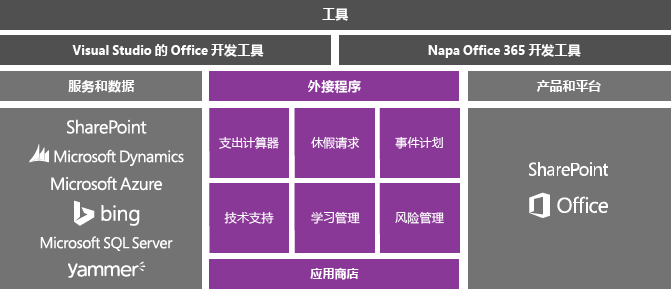 工具
Visual Studio 的 Office 开发工具
Napa Office 365 开发工具
服务和数据
外接程序
产品和平台
SharePoint
Microsoft Dynamics
Microsoft Azure
bing
Microsoft SQL Server
yammer
支出计算器
休假请求
事件计划
技术支持
学习管理
风险管理
应用商店
SharePoint
Office